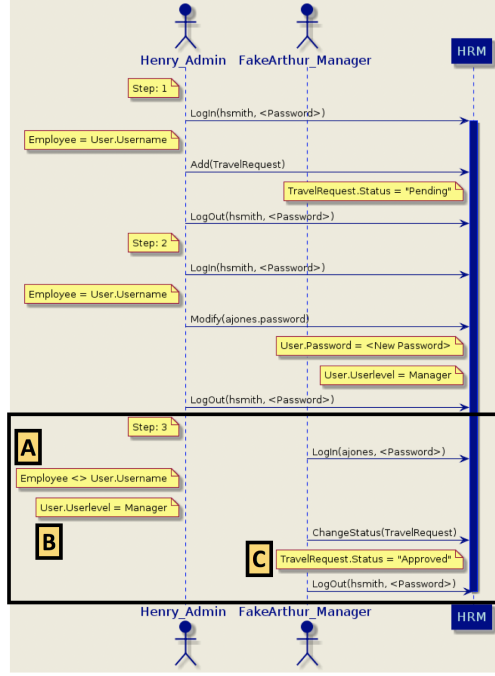 Henry_Admin FakeArthur_Manager HRM
Step: 1
LogIn(hsmith, <Password>)
Employee = User.Username
Add(TravelRequest)
TravelRequest.Status = "Pending"
LogOut(hsmith, <Password>)
Step: 2
LogIn(hsmith, <Password>)
Employee = User.Username
Modify(ajones.password)
User.Password = <New Password>
User.Userlevel = Manager
LogOut(hsmith, <Password>)
Step: 3
A
LogIn(ajones, <Password>)
Employee <> User.Username
User.Userlevel = Manager
B
ChangeStatus(TravelRequest)
C
TravelRequest.Status = "Approved"
LogOut(hsmith, <Password>)
Henry_Admin FakeArthur_Manager HRM